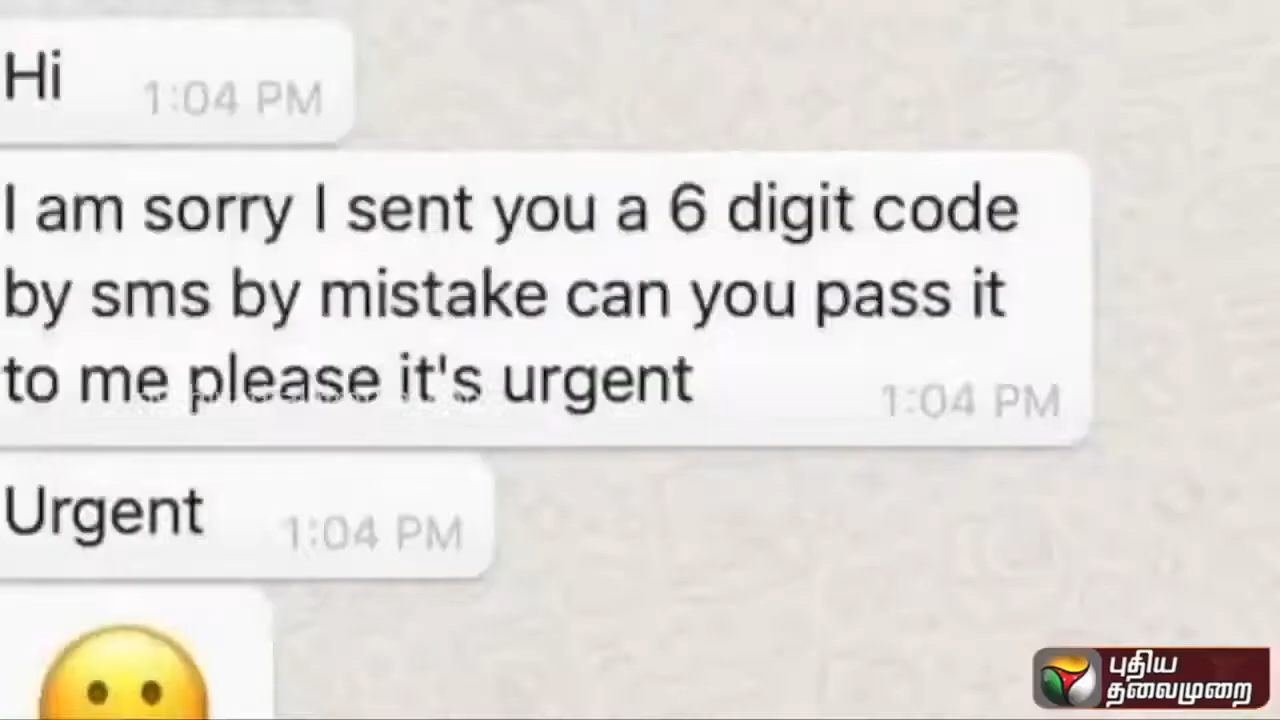 Hi
1:04 PM
I am sorry I sent you a 6 digit code
by sms by mistake can you pass it
to me please it's urgent
1:04 PM
Urgent
1:04 PM
புதிய
தலைமுறை